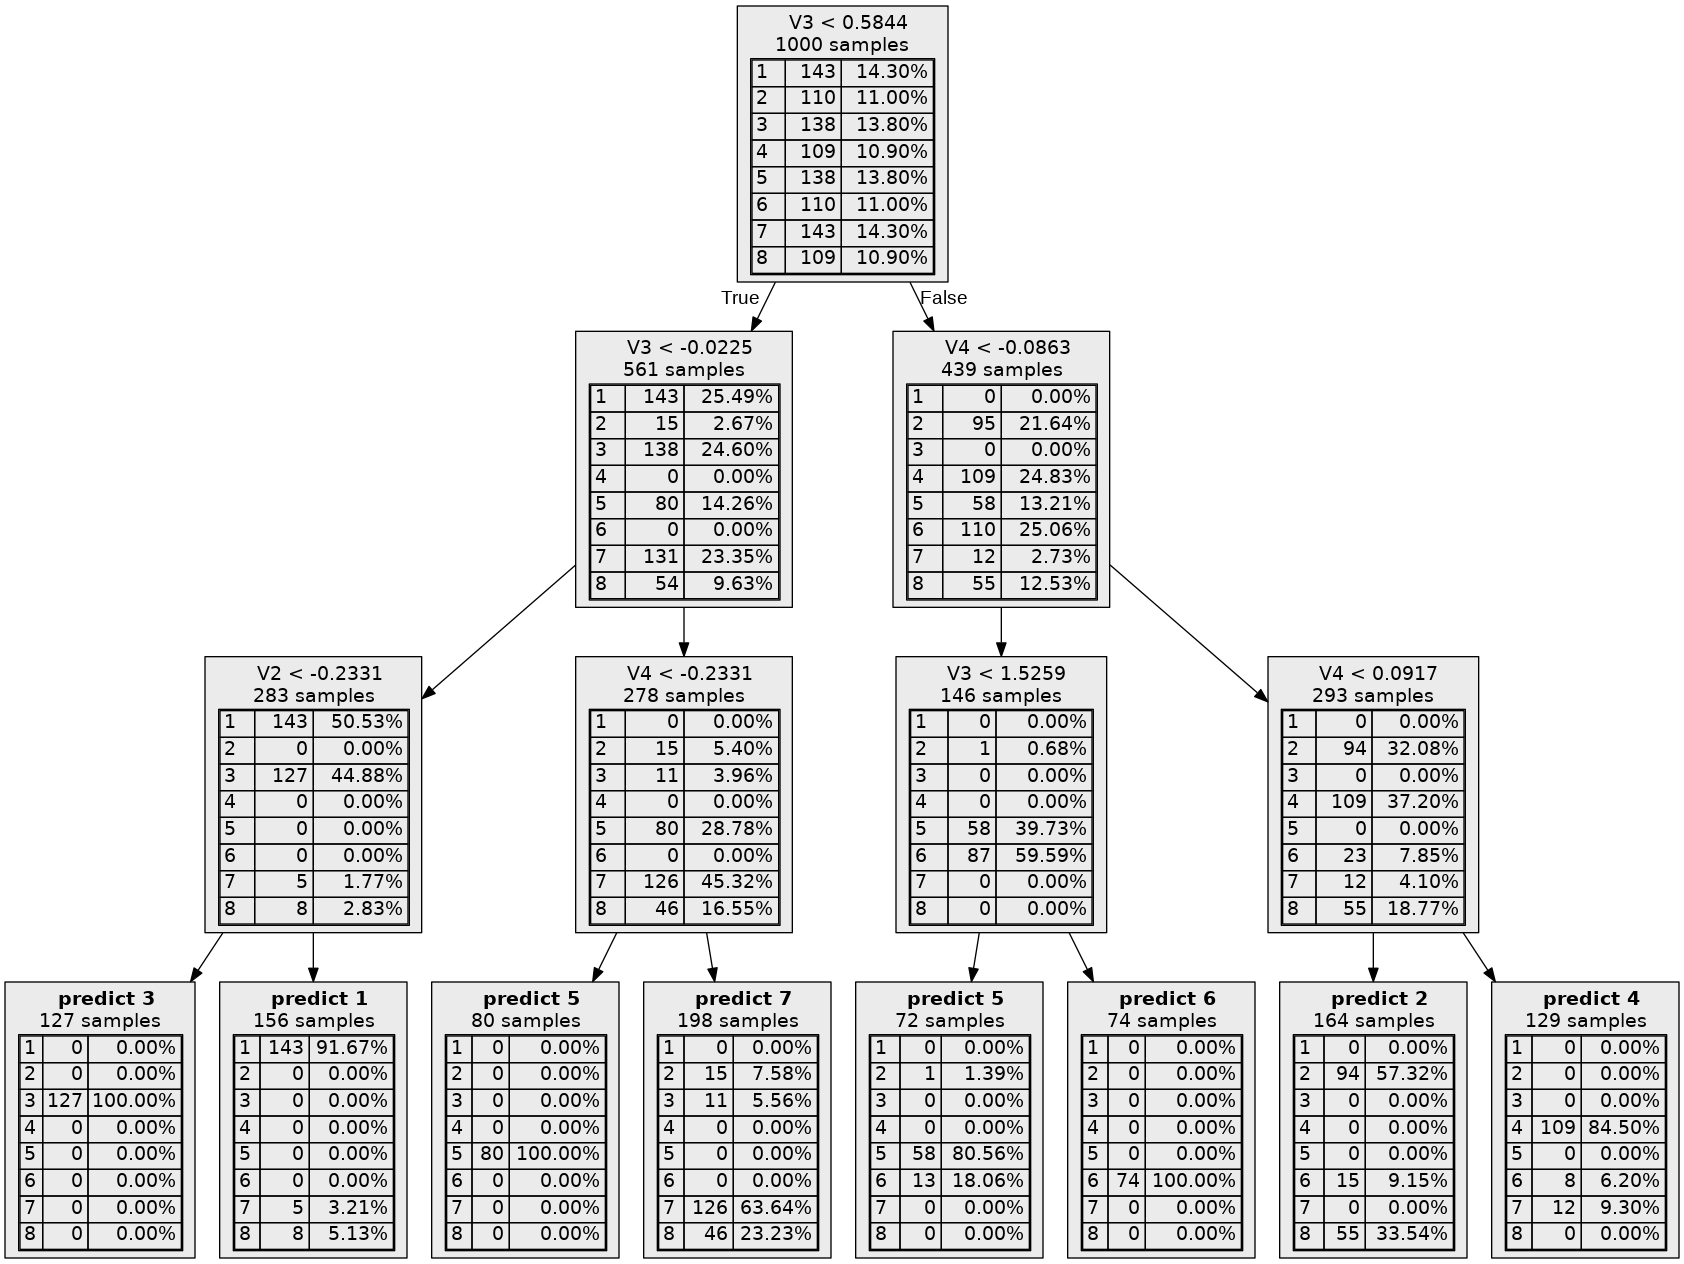 V3 < 0.5844
1000 samples
1 143 14.30%
2 110 11.00%
3 138 13.80%
4 109 10.90%
5 138 13.80%
6 110 11.00%
7 143 14.30%
8 109 10.90%
True
False
V3 < -0.0225
561 samples
1 143 25.49%
2 15 2.67%
3 138 24.60%
4 0 0.00%
5 80 14.26%
6 0 0.00%
7 131 23.35%
8 54 9.63%
V4 < -0.0863
439 samples
1 0 0.00%
2 95 21.64%
3 0 0.00%
4 109 24.83%
5 58 13.21%
6 110 25.06%
7 12 2.73%
8 55 12.53%
V2 < -0.2331
283 samples
1 143 50.53%
2 0 0.00%
3 127 44.88%
4 0 0.00%
5 0 0.00%
6 0 0.00%
7 5 1.77%
8 8 2.83%
V4 < -0.2331
278 samples
1 0 0.00%
2 15 5.40%
3 11 3.96%
4 0 0.00%
5 80 28.78%
6 0 0.00%
7 126 45.32%
8 46 16.55%
V3 < 1.5259
146 samples
1 0 0.00%
2 1 0.68%
3 0 0.00%
4 0 0.00%
5 58 39.73%
6 87 59.59%
7 0 0.00%
8 0 0.00%
V4 < 0.0917
293 samples
1 0 0.00%
2 94 32.08%
3 0 0.00%
4 109 37.20%
5 0 0.00%
6 23 7.85%
7 12 4.10%
8 55 18.77%
predict 3
127 samples
1 0 0.00%
2 0 0.00%
3 127 100.00%
4 0 0.00%
5 0 0.00%
6 0 0.00%
7 0 0.00%
8 0 0.00%
predict 1
156 samples
1 143 91.67%
2 0 0.00%
3 0 0.00%
4 0 0.00%
5 0 0.00%
6 0 0.00%
7 5 3.21%
8 8 5.13%
predict 5
80 samples
1 0 0.00%
2 0 0.00%
3 0 0.00%
4 0 0.00%
5 80 100.00%
6 0 0.00%
7 0 0.00%
8 0 0.00%
predict 7
198 samples
1 0 0.00%
2 15 7.58%
3 11 5.56%
4 0 0.00%
5 0 0.00%
6 0 0.00%
7 126 63.64%
8 46 23.23%
predict 5
72 samples
1 0 0.00%
2 1 1.39%
3 0 0.00%
4 0 0.00%
5 58 80.56%
6 13 18.06%
7 0 0.00%
8 0 0.00%
predict 6
74 samples
1 0 0.00%
2 0 0.00%
3 0 0.00%
4 0 0.00%
5 0 0.00%
6 74 100.00%
7 0 0.00%
8 0 0.00%
predict 2
164 samples
1 0 0.00%
2 94 57.32%
3 0 0.00%
4 0 0.00%
5 0 0.00%
6 15 9.15%
7 0 0.00%
8 55 33.54%
predict 4
129 samples
1 0 0.00%
2 0 0.00%
3 0 0.00%
4 109 84.50%
5 0 0.00%
6 8 6.20%
7 12 9.30%
8 0 0.00%